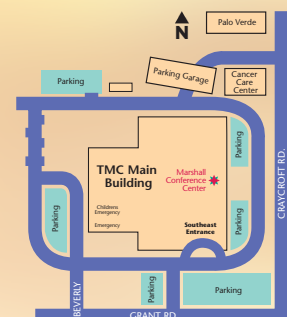 Palo Verde
N
Parking Garage
Cancer
Care
Center
Parking
Parking
TMC Main
Building
Marshall
Conference
Center
Childrens
Emergency
Emergency
Southeast
Entrance
Parking
Parking
Parking
Parking
CRAYCROFT RD.
BEVERLY
GRANT RD.